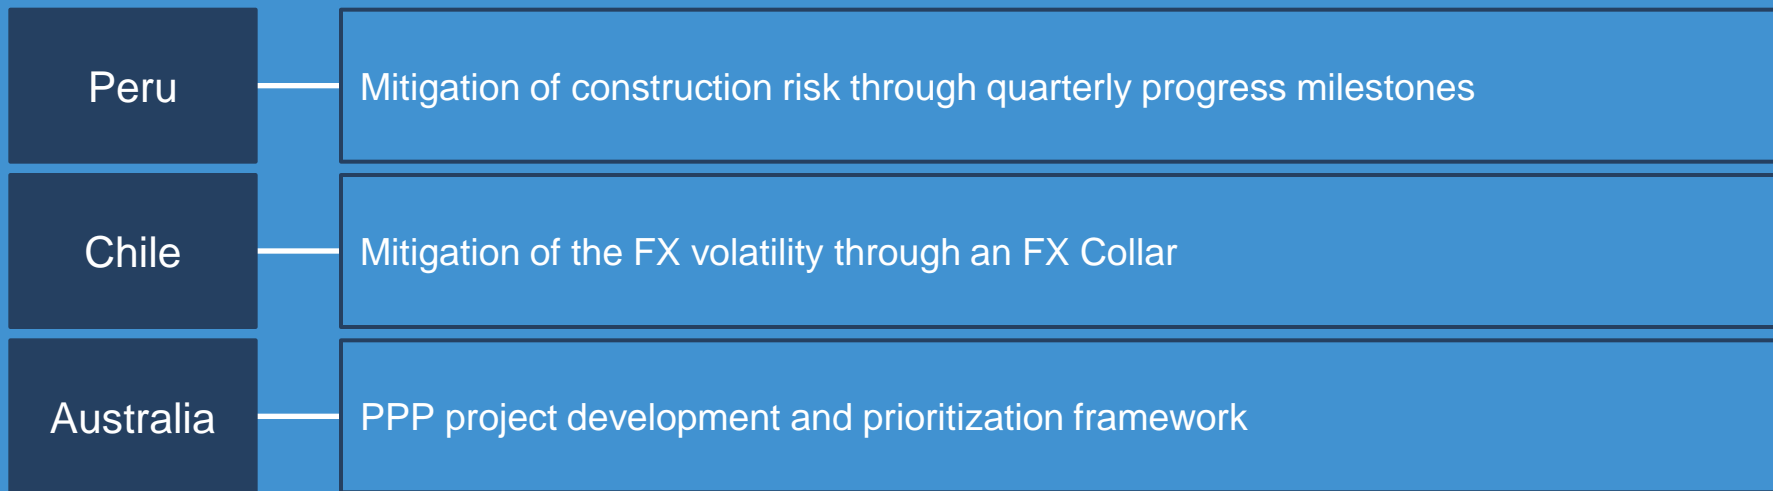 Peru
Mitigation of construction risk through quarterly progress milestones
Chile
Mitigation of the FX volatility through an FX Collar
Australia
PPP project development and prioritization framework